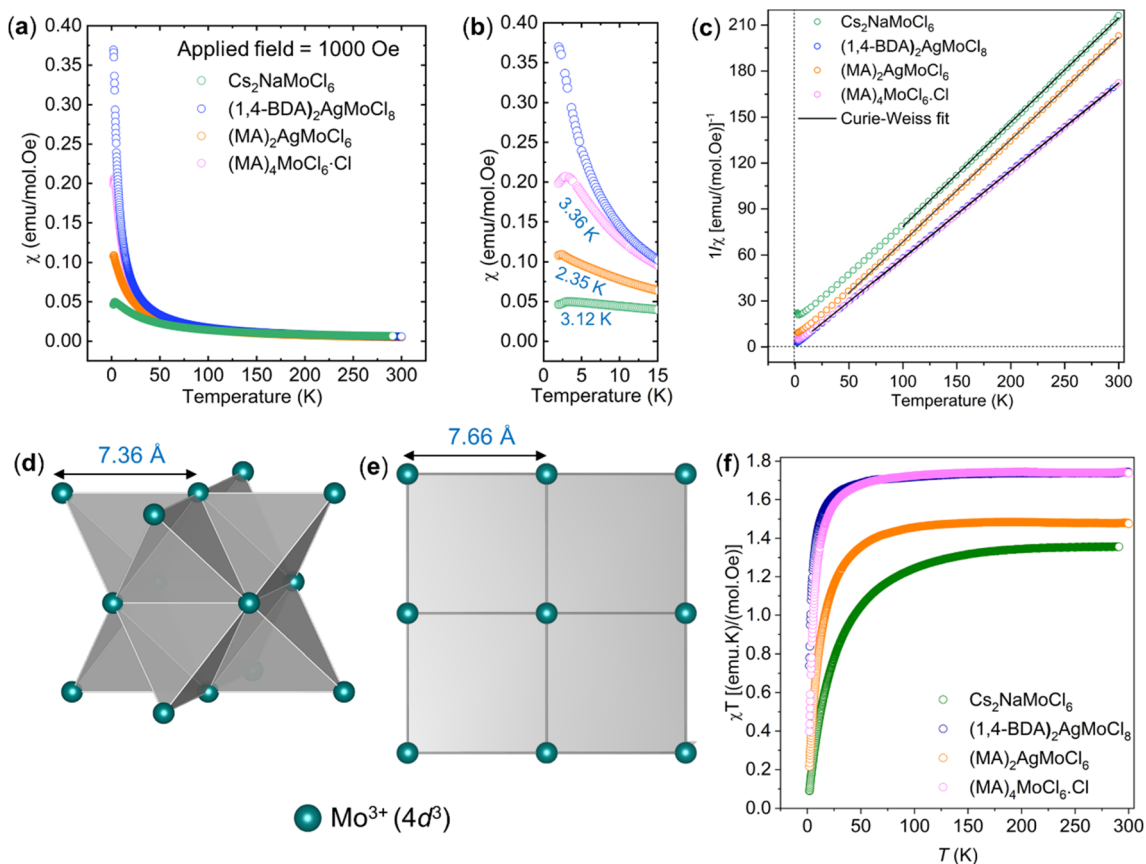 (a)
Applied field = 1000 Oe
Cs₂NaMoCl₆
(1,4-BDA)₂AgMoCl₈
(MA)₂AgMoCl₆
(MA)₄MoCl₆·Cl
χ (emu/mol.Oe)
0.40
0.35
0.30
0.25
0.20
0.15
0.10
0.05
0.00
0 50 100 150 200 250 300
Temperature (K)
(b)
χ (emu/mol.Oe)
0.40
0.35
0.30
0.25
0.20
0.15
0.10
0.05
0.00
3.36 K
2.35 K
3.12 K
0 5 10 15
Temperature (K)
(c)
1/χ [emu/(mol.Oe)]⁻¹
210
180
150
120
90
60
30
0
Cs₂NaMoCl₆
(1,4-BDA)₂AgMoCl₈
(MA)₂AgMoCl₆
(MA)₄MoCl₆·Cl
Curie-Weiss fit
0 50 100 150 200 250 300
Temperature (K)
(d)
7.36 Å
(e)
7.66 Å
Mo³⁺ (4d³)
(f)
χT [(emu.K)/(mol.Oe)]
1.8
1.6
1.4
1.2
1.0
0.8
0.6
0.4
0.2
0.0
Cs₂NaMoCl₆
(1,4-BDA)₂AgMoCl₈
(MA)₂AgMoCl₆
(MA)₄MoCl₆.Cl
0 50 100 150 200 250 300
T (K)